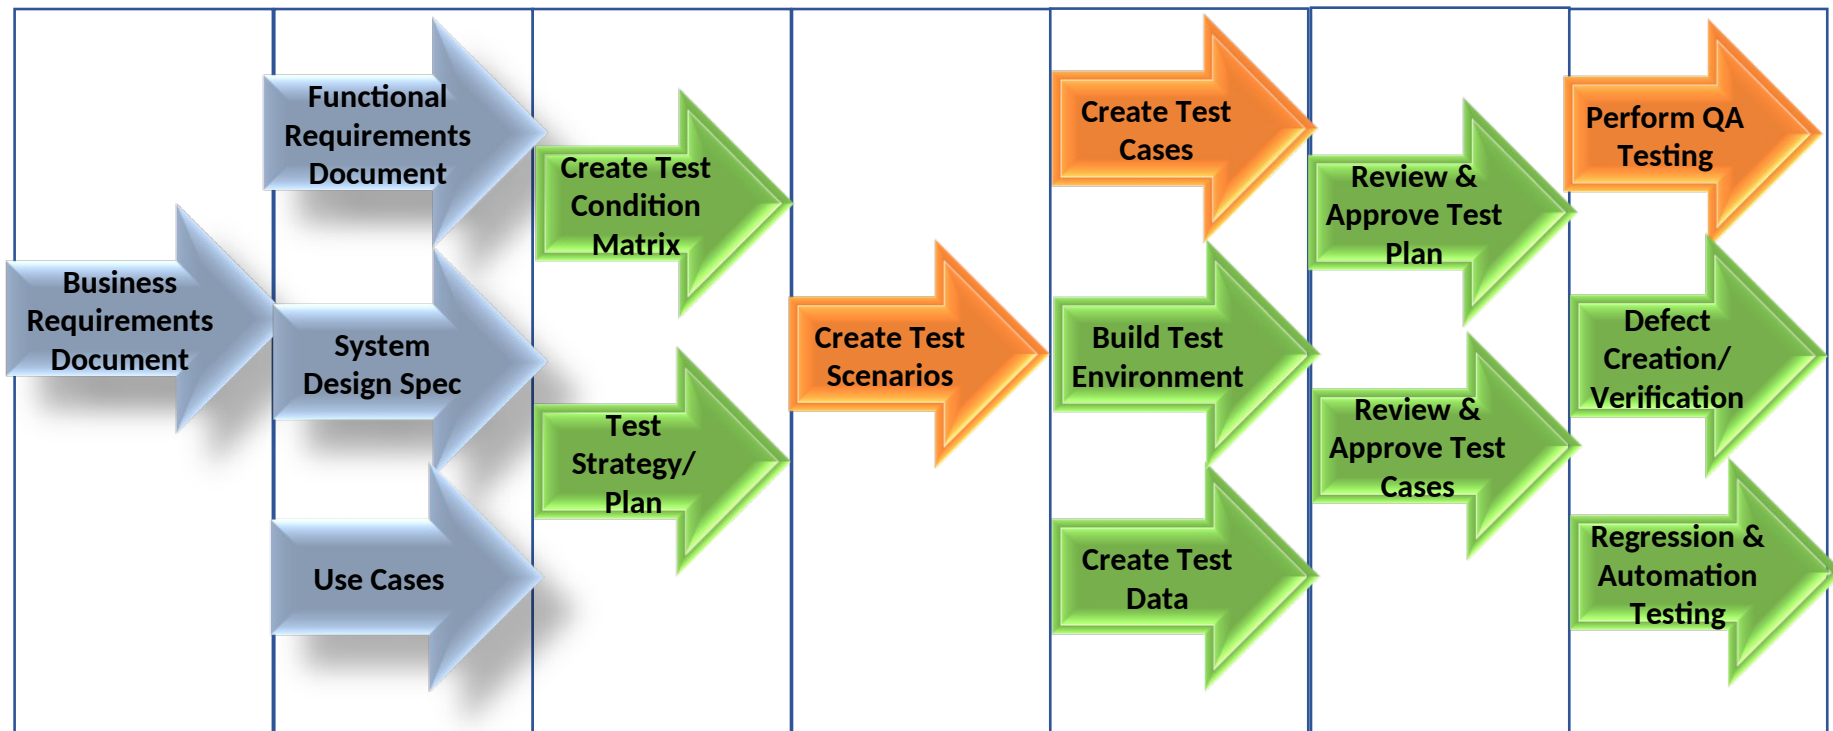 Business
Requirements
Document
Functional
Requirements
Document
System
Design Spec
Use Cases
Create Test
Condition
Matrix
Test
Strategy/
Plan
Create Test
Scenarios
Create Test
Cases
Build Test
Environment
Create Test
Data
Review &
Approve Test
Plan
Review &
Approve Test
Cases
Perform QA
Testing
Defect
Creation/
Verification
Regression &
Automation
Testing